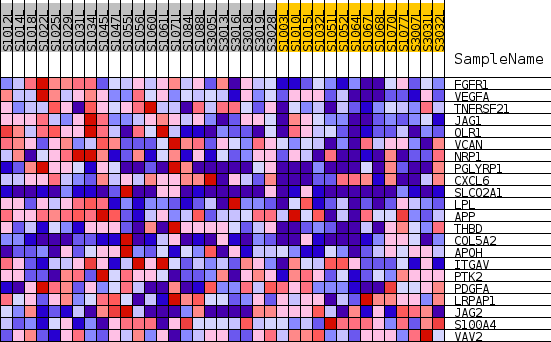 S1012
S1014
S1018
S1022
S1025
S1029
S1031
S1034
S1045
S1047
S1055
S1056
S1060
S1061
S1071
S1084
S1088
S3005
S3013
S3016
S3018
S3019
S3028
S1003
S1010
S1015
S1032
S1051
S1052
S1064
S1067
S1068
S1070
S1077
S3007
S3031
S3032
SampleName
FGFR1
VEGFA
TNFRSF21
JAG1
OLR1
VCAN
NRP1
PGLYRP1
CXCL6
SLCO2A1
LPL
APP
THBD
COL5A2
APOH
ITGAV
PTK2
PDGFA
LRPAP1
JAG2
S100A4
VAV2